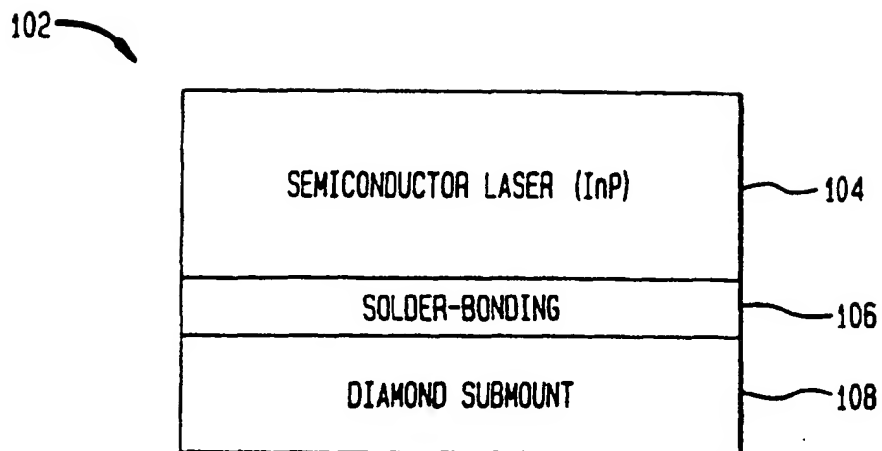 102
SEMICONDUCTOR LASER (InP)
104
SOLDER-BONDING
106
DIAMOND SUBMOUNT
108